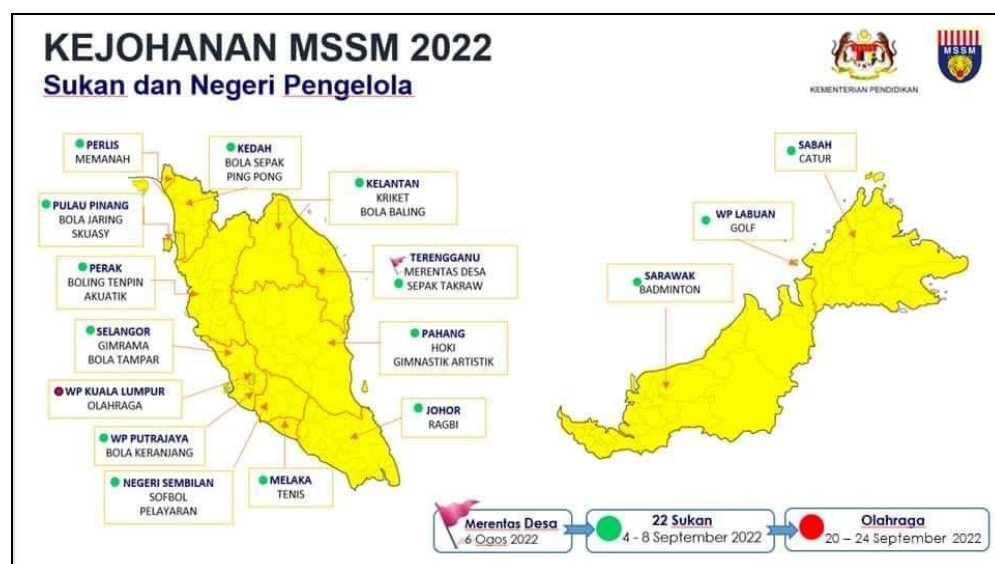 KEJOHANAN MSSM 2022
Sukan dan Negeri Pengelola
KEMENTERIAN PENDIDIKAN
MSSM
PERLIS
MEMANAH
KEDAH
BOLA SEPAK
PING PONG
KELANTAN
KRIKET
BOLA BALING
PULAU PINANG
BOLA JARING
SKUASY
TERENGGANU
MERENTAS DESA
SEPAK TAKRAW
PERAK
BOLING TENPIN
AKUATIK
SELANGOR
GIMRAMA
BOLA TAMPAR
PAHANG
HOKI
GIMNASTIK ARTISTIK
WP KUALA LUMPUR
OLAHRAGA
JOHOR
RAGBI
WP PUTRAJAYA
BOLA KERANJANG
NEGERI SEMBILAN
SOFBOL
PELAYARAN
MELAKA
TENIS
SABAH
CATUR
WP LABUAN
GOLF
SARAWAK
BADMINTON
Merentas Desa
6 Ogos 2022
22 Sukan
4 - 8 September 2022
Olahraga
20 – 24 September 2022